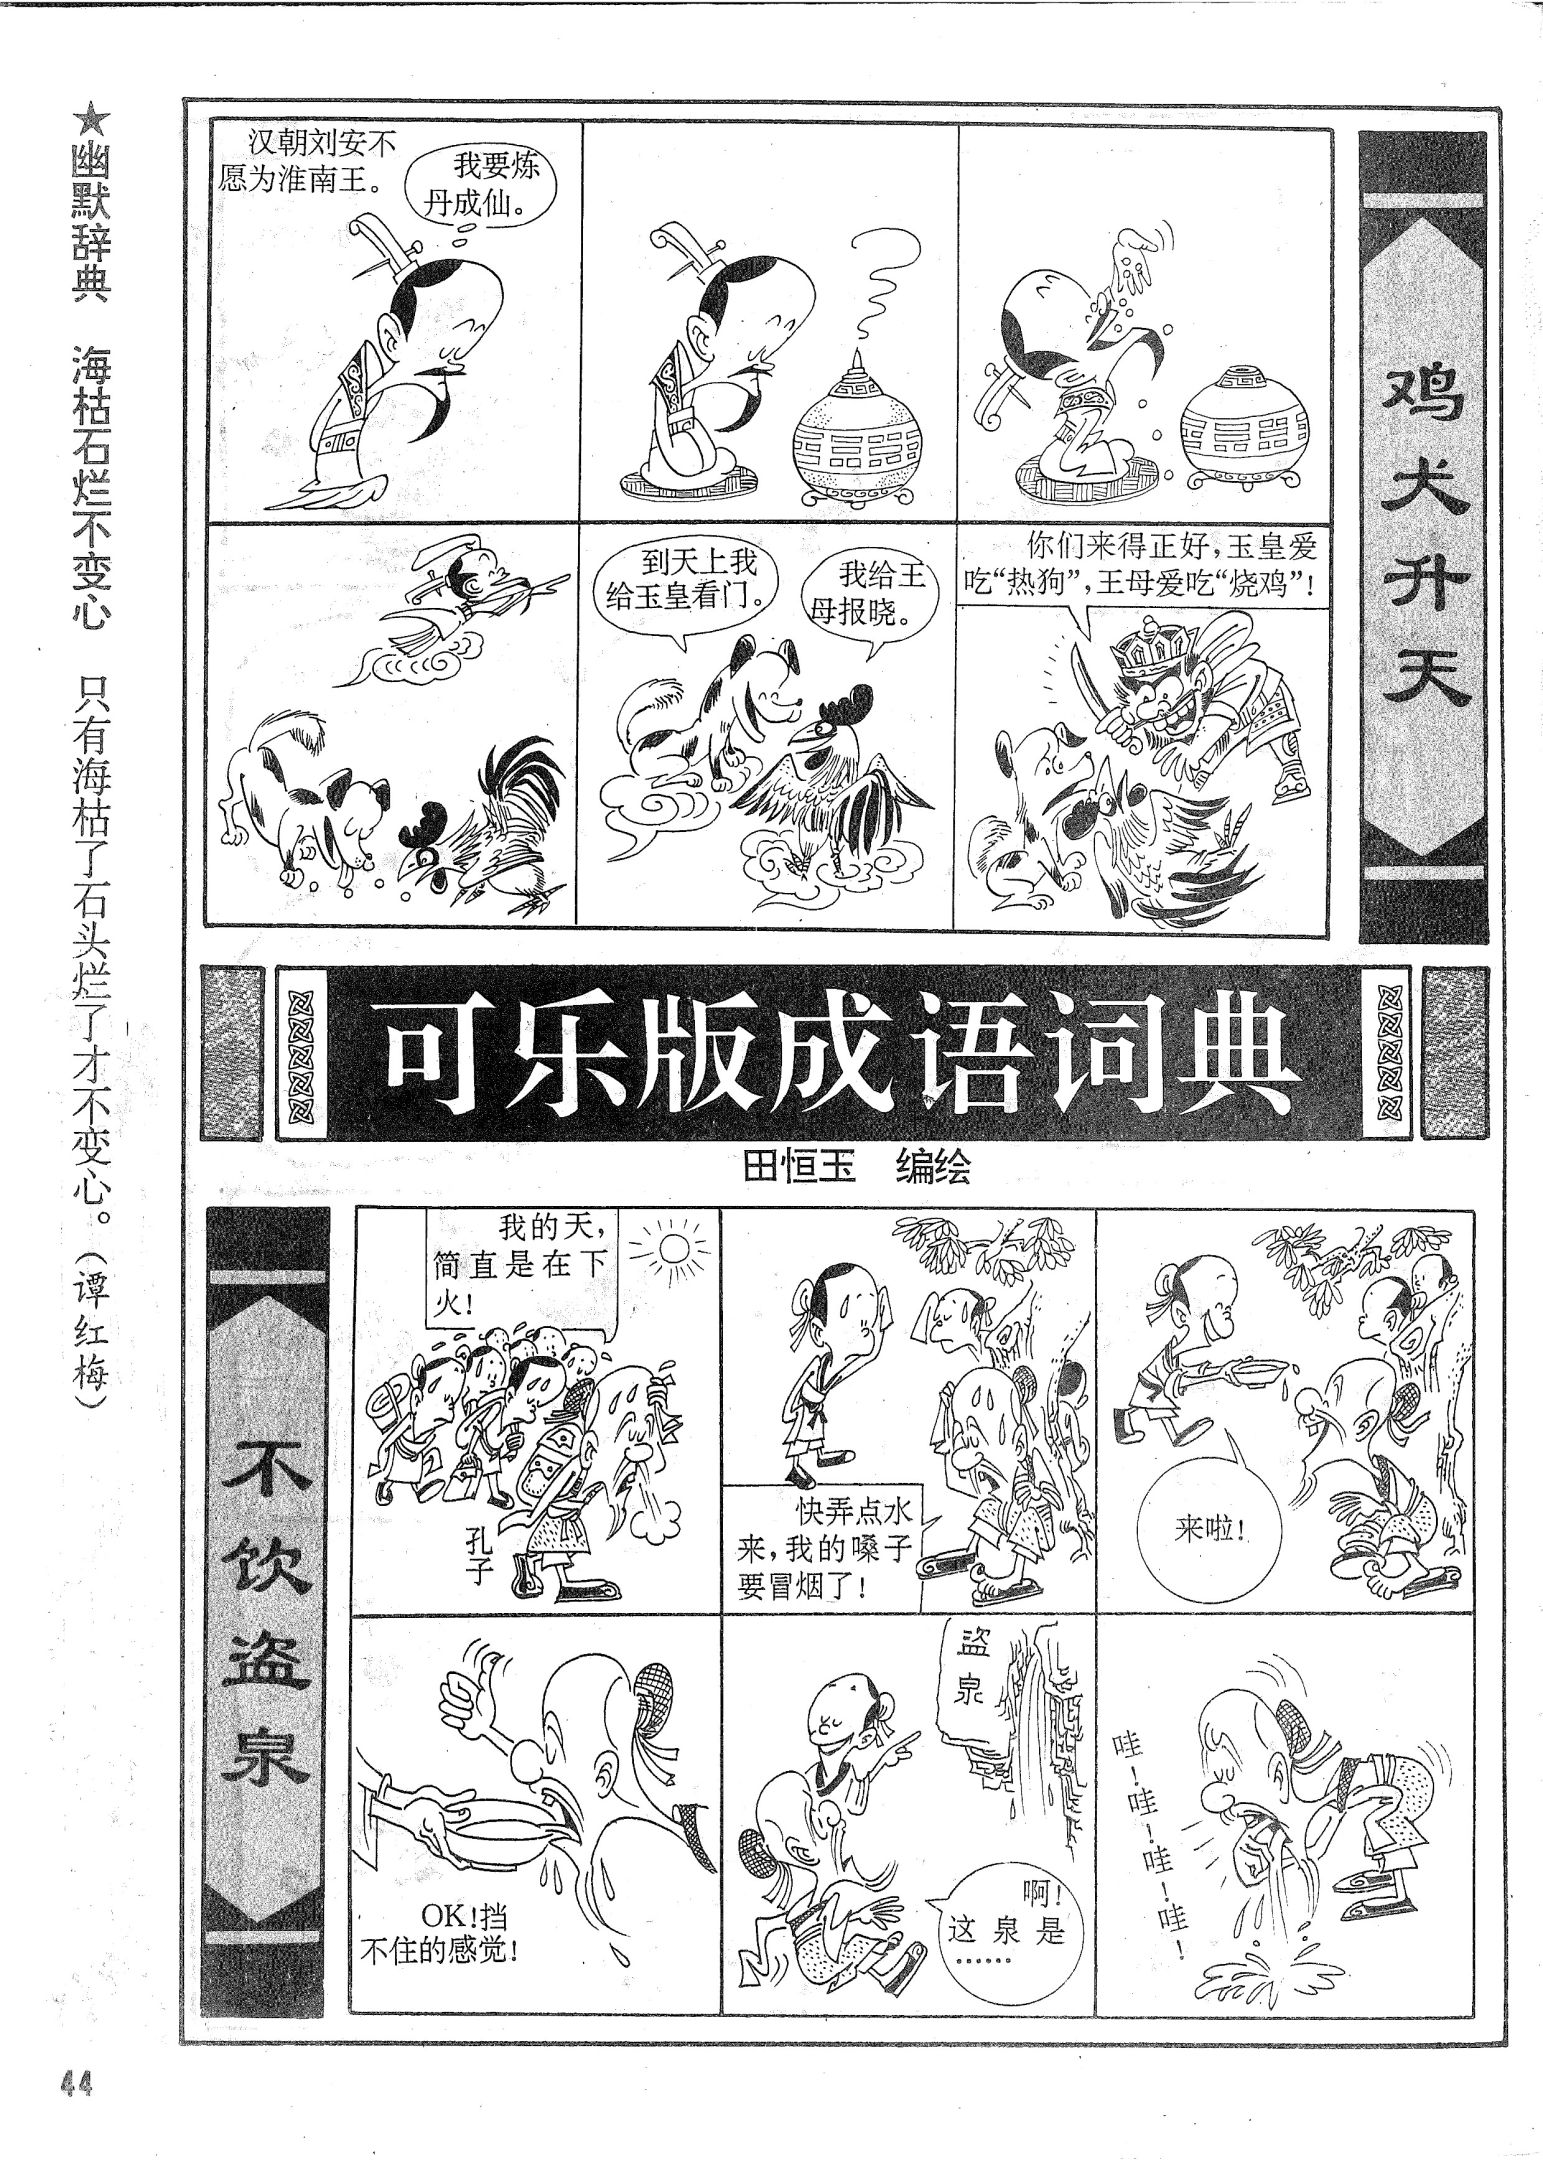 ★幽默辞典 海枯石烂不变心 只有海枯了石头烂了才不变心。(谭红梅)
鸡犬升天
汉朝刘安不
愿为淮南王。
我要炼
丹成仙。
到天上我
给玉皇看门。
我给王
母报晓。
你们来得正好,玉皇爱
吃“热狗”,王母爱吃“烧鸡”!
可乐版成语词典
田恒玉 编绘
不饮盗泉
我的天,
简直是在下
火!
孔子
快弄点水
来,我的嗓子
要冒烟了!
来啦!
OK!挡
不住的感觉!
盗泉
啊!
这泉是
……
哇!哇!哇!哇!
44